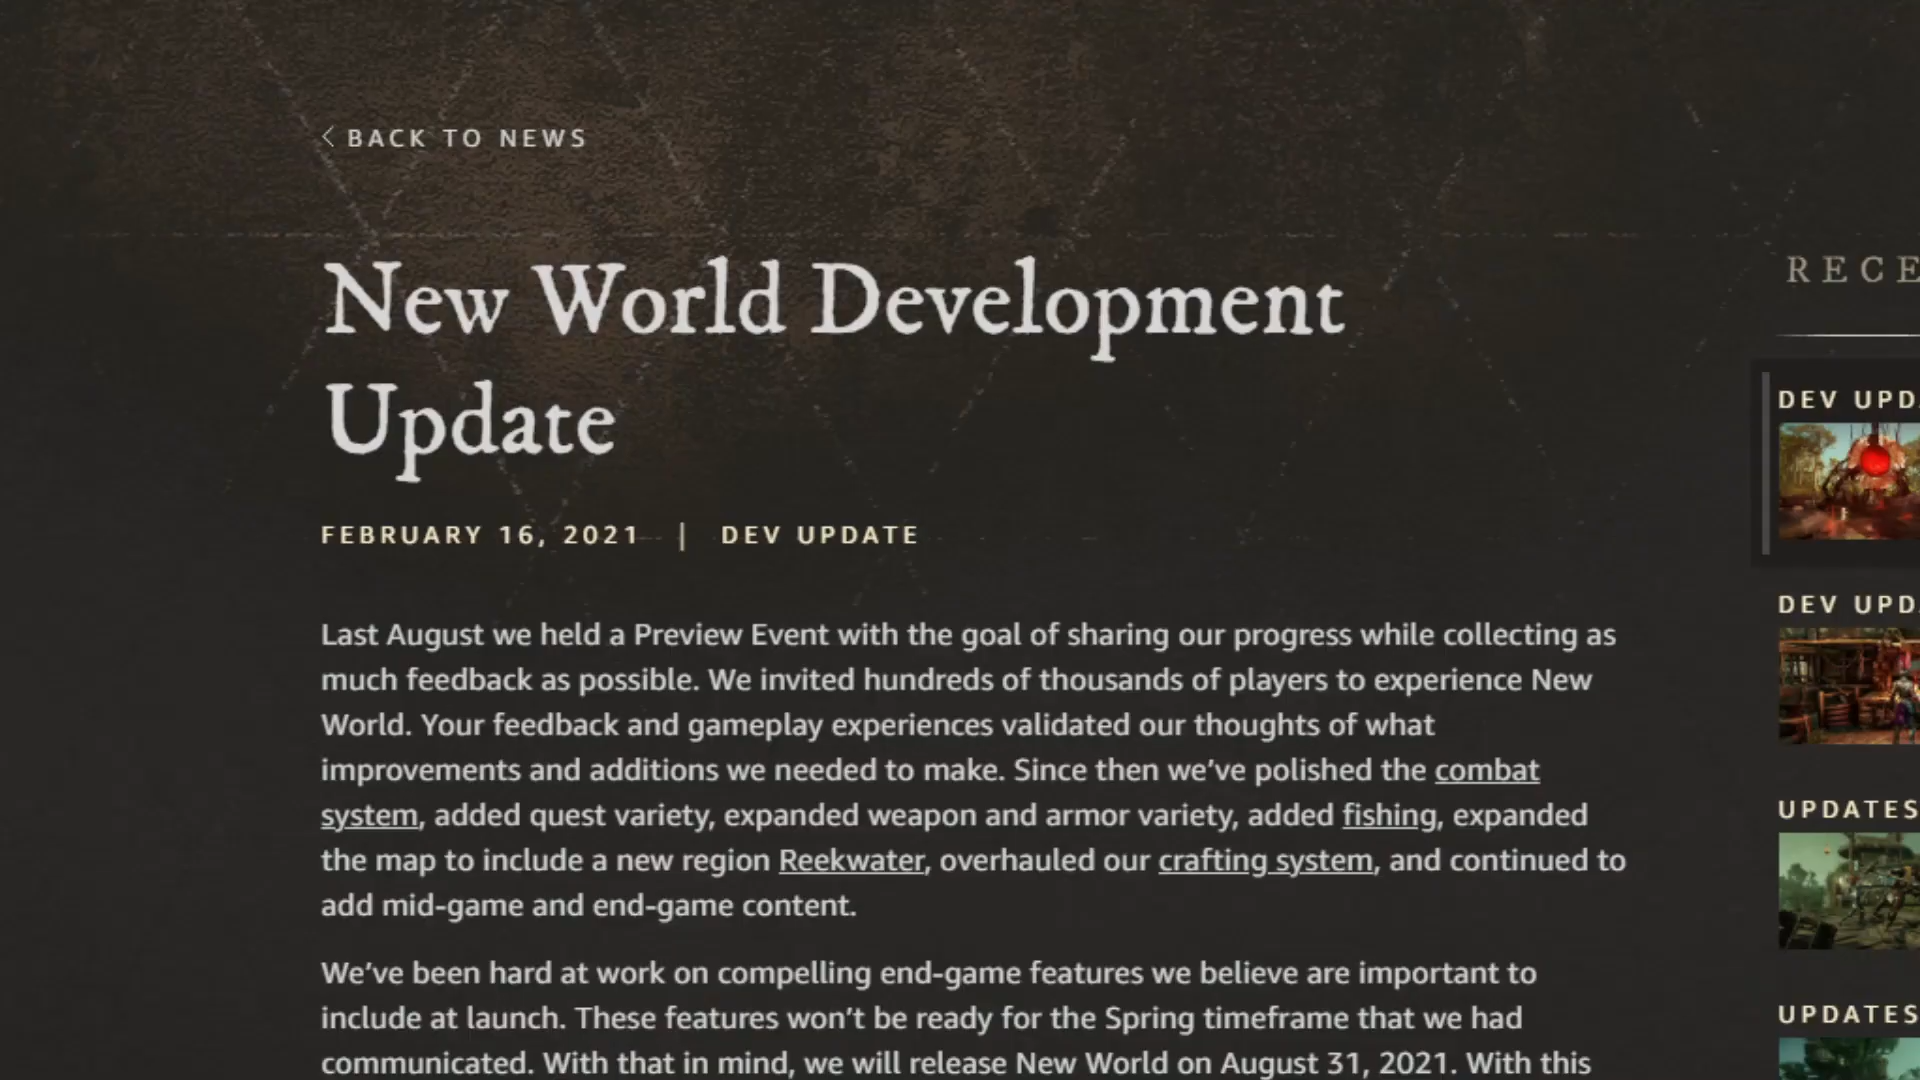 BACK TO NEWS
New World Development
Update
FEBRUARY 16, 2021 | DEV UPDATE
Last August we held a Preview Event with the goal of sharing our progress while collecting as
much feedback as possible. We invited hundreds of thousands of players to experience New
World. Your feedback and gameplay experiences validated our thoughts of what
improvements and additions we needed to make. Since then we’ve polished the combat
system, added quest variety, expanded weapon and armor variety, added fishing, expanded
the map to include a new region Reekwater, overhauled our crafting system, and continued to
add mid-game and end-game content.
We’ve been hard at work on compelling end-game features we believe are important to
include at launch. These features won’t be ready for the Spring timeframe that we had
communicated. With that in mind, we will release New World on August 31, 2021. With this
RECE
DEV UPD
DEV UPD
UPDATES
UPDATES